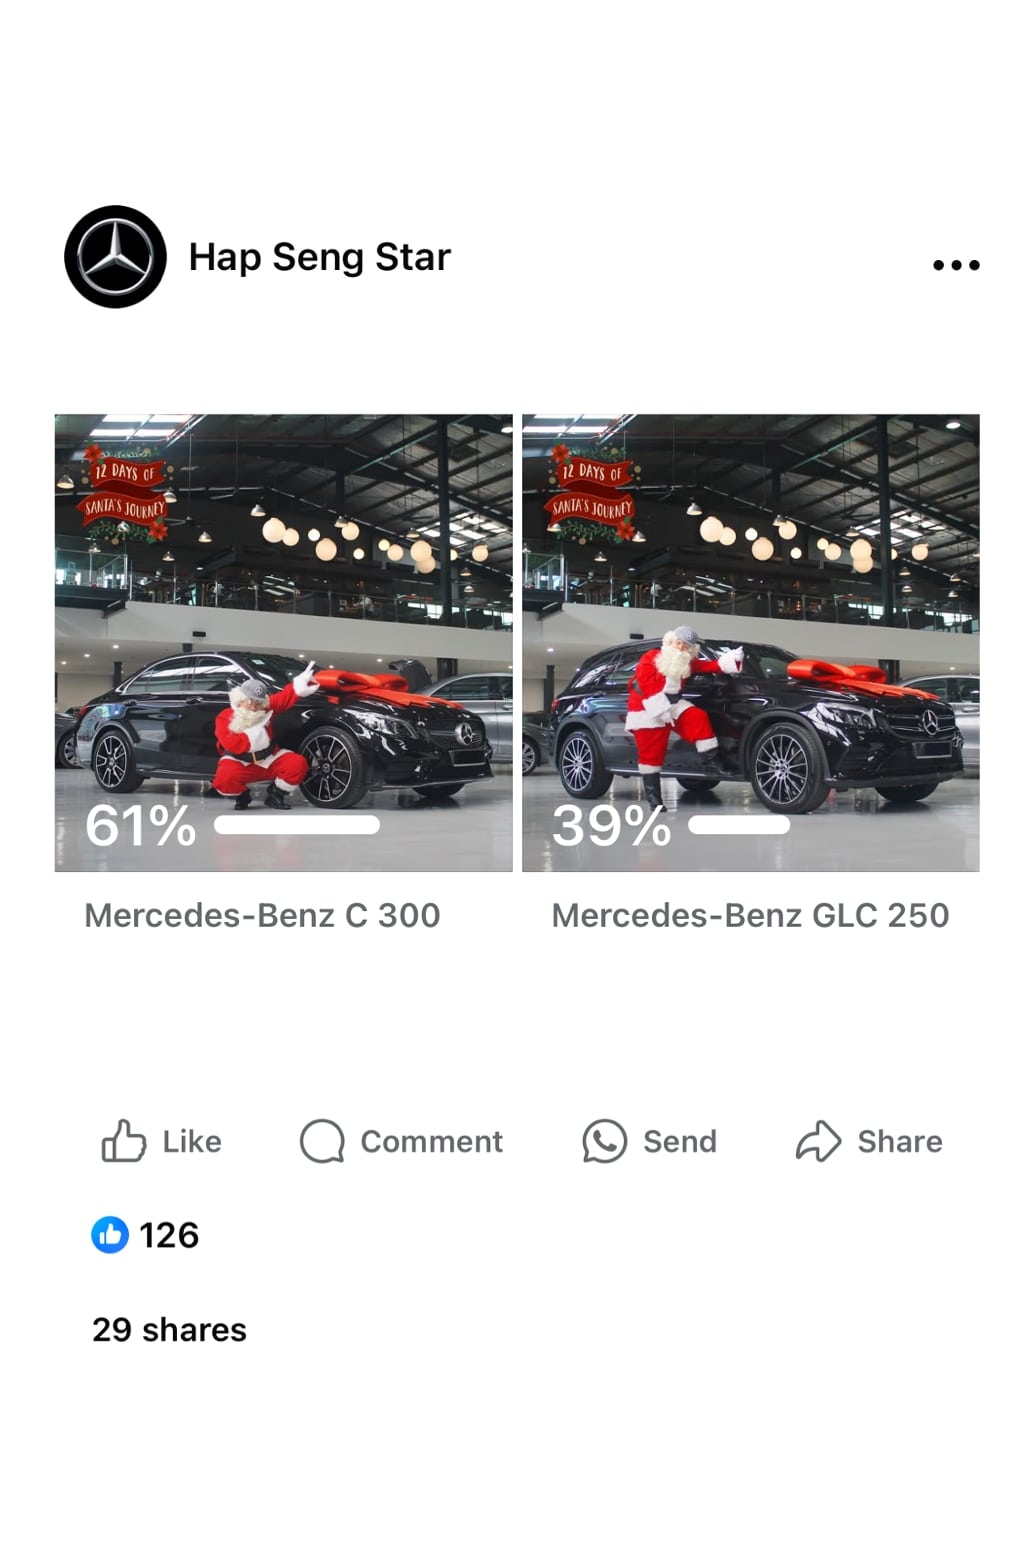 Hap Seng Star
12 DAYS OF
SANTA'S JOURNEY
12 DAYS OF
SANTA'S JOURNEY
61%
39%
Mercedes-Benz C 300
Mercedes-Benz GLC 250
Like
Comment
Send
Share
126
29 shares